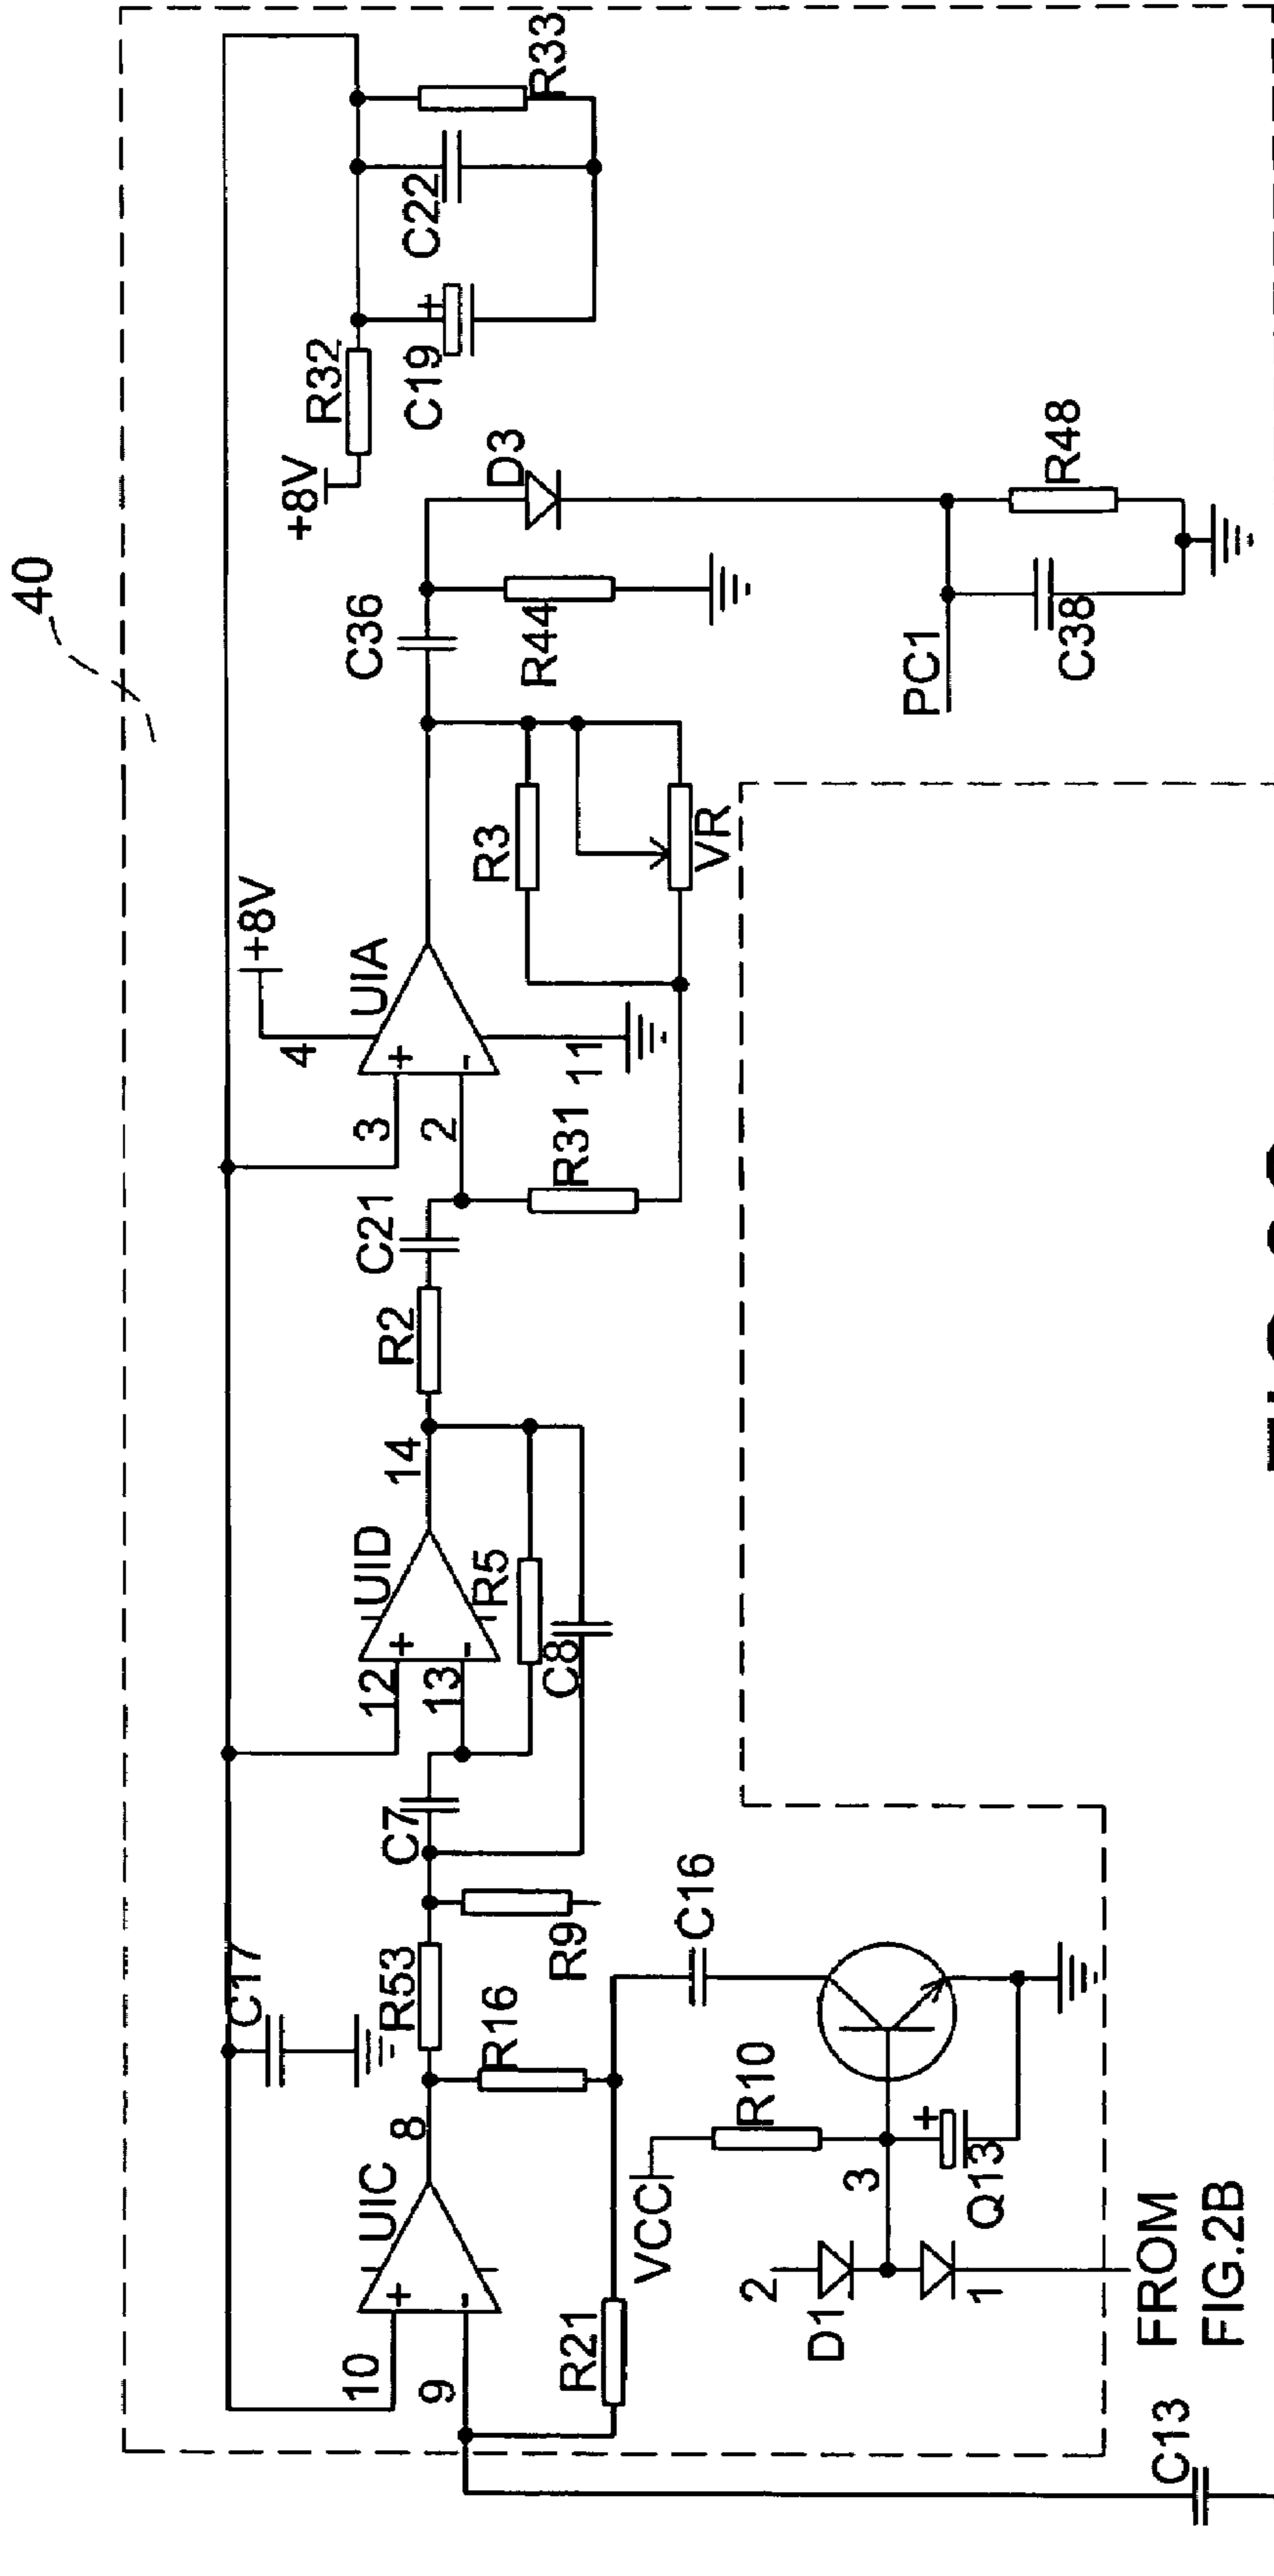 40
+8V
R32
C19
+
C22
R33
+8V
4
UIA
3
+
2
-
11
C36
D3
R44
R3
VR
PC1
C38
R48
C21
R31
R2
14
UID
12
+
13
-
R5
C8
C7
C17
R53
R9
R16
8
UIC
10
+
9
-
R21
C16
VCC
R10
3
+
Q13
2
D1
1
FROM
FIG.2B
C13